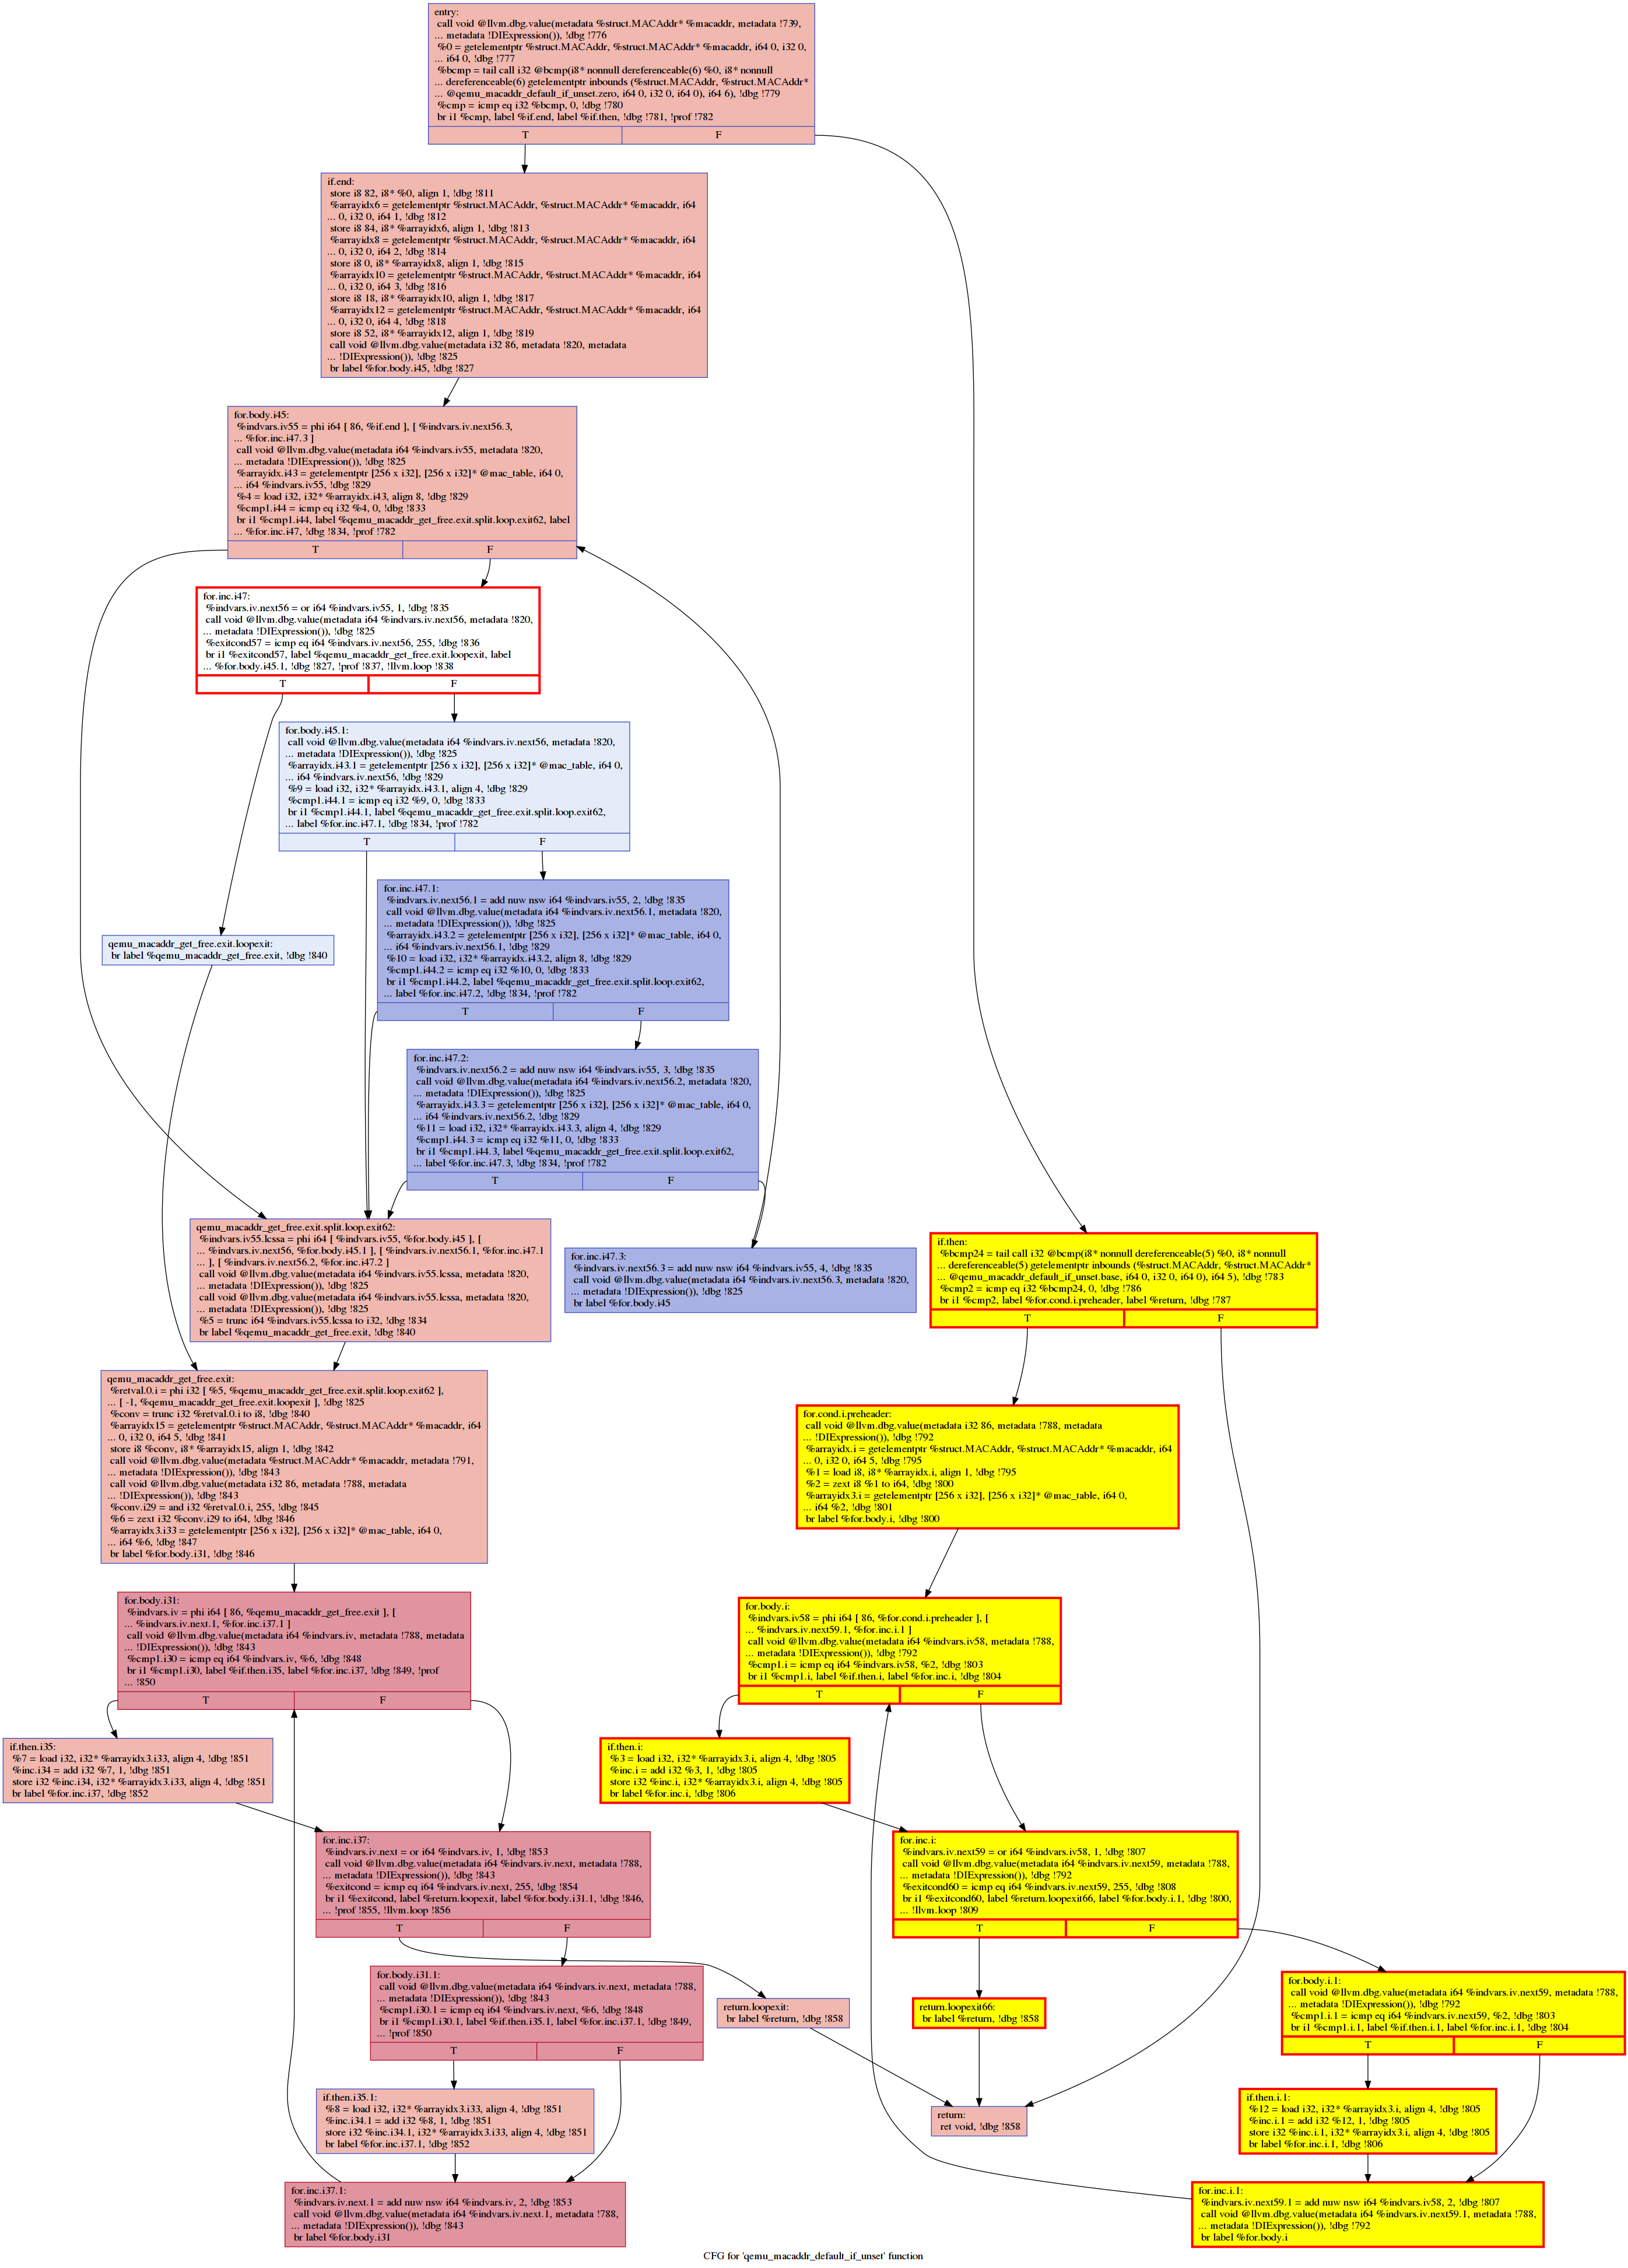 entry:
call void @llvm.dbg.value(metadata %struct.MACAddr* %macaddr, metadata !739,
... metadata !DIExpression()), !dbg !776
%0 = getelementptr %struct.MACAddr, %struct.MACAddr* %macaddr, i64 0, i32 0,
... i64 0, !dbg !777
%bcmp = tail call i32 @bcmp(i8* nonnull dereferenceable(6) %0, i8* nonnull
... dereferenceable(6) getelementptr inbounds (%struct.MACAddr, %struct.MACAddr*
... @qemu_macaddr_default_if_unset.zero, i64 0, i32 0, i64 0), i64 6), !dbg !779
%cmp = icmp eq i32 %bcmp, 0, !dbg !780
br i1 %cmp, label %if.end, label %if.then, !dbg !781, !prof !782
T F
if.end:
store i8 82, i8* %0, align 1, !dbg !811
%arrayidx6 = getelementptr %struct.MACAddr, %struct.MACAddr* %macaddr, i64
... 0, i32 0, i64 1, !dbg !812
store i8 84, i8* %arrayidx6, align 1, !dbg !813
%arrayidx8 = getelementptr %struct.MACAddr, %struct.MACAddr* %macaddr, i64
... 0, i32 0, i64 2, !dbg !814
store i8 0, i8* %arrayidx8, align 1, !dbg !815
%arrayidx10 = getelementptr %struct.MACAddr, %struct.MACAddr* %macaddr, i64
... 0, i32 0, i64 3, !dbg !816
store i8 18, i8* %arrayidx10, align 1, !dbg !817
%arrayidx12 = getelementptr %struct.MACAddr, %struct.MACAddr* %macaddr, i64
... 0, i32 0, i64 4, !dbg !818
store i8 52, i8* %arrayidx12, align 1, !dbg !819
call void @llvm.dbg.value(metadata i32 86, metadata !820, metadata
... !DIExpression()), !dbg !825
br label %for.body.i45, !dbg !827
for.body.i45:
%indvars.iv55 = phi i64 [ 86, %if.end ], [ %indvars.iv.next56.3,
... %for.inc.i47.3 ]
call void @llvm.dbg.value(metadata i64 %indvars.iv55, metadata !820,
... metadata !DIExpression()), !dbg !825
%arrayidx.i43 = getelementptr [256 x i32], [256 x i32]* @mac_table, i64 0,
... i64 %indvars.iv55, !dbg !829
%4 = load i32, i32* %arrayidx.i43, align 8, !dbg !829
%cmp1.i44 = icmp eq i32 %4, 0, !dbg !833
br i1 %cmp1.i44, label %qemu_macaddr_get_free.exit.split.loop.exit62, label
... %for.inc.i47, !dbg !834, !prof !782
T F
for.inc.i47:
%indvars.iv.next56 = or i64 %indvars.iv55, 1, !dbg !835
call void @llvm.dbg.value(metadata i64 %indvars.iv.next56, metadata !820,
... metadata !DIExpression()), !dbg !825
%exitcond57 = icmp eq i64 %indvars.iv.next56, 255, !dbg !836
br i1 %exitcond57, label %qemu_macaddr_get_free.exit.loopexit, label
... %for.body.i45.1, !dbg !827, !prof !837, !llvm.loop !838
T F
for.body.i45.1:
call void @llvm.dbg.value(metadata i64 %indvars.iv.next56, metadata !820,
... metadata !DIExpression()), !dbg !825
%arrayidx.i43.1 = getelementptr [256 x i32], [256 x i32]* @mac_table, i64 0,
... i64 %indvars.iv.next56, !dbg !829
%9 = load i32, i32* %arrayidx.i43.1, align 4, !dbg !829
%cmp1.i44.1 = icmp eq i32 %9, 0, !dbg !833
br i1 %cmp1.i44.1, label %qemu_macaddr_get_free.exit.split.loop.exit62,
... label %for.inc.i47.1, !dbg !834, !prof !782
T F
for.inc.i47.1:
%indvars.iv.next56.1 = add nuw nsw i64 %indvars.iv55, 2, !dbg !835
call void @llvm.dbg.value(metadata i64 %indvars.iv.next56.1, metadata !820,
... metadata !DIExpression()), !dbg !825
%arrayidx.i43.2 = getelementptr [256 x i32], [256 x i32]* @mac_table, i64 0,
... i64 %indvars.iv.next56.1, !dbg !829
%10 = load i32, i32* %arrayidx.i43.2, align 8, !dbg !829
%cmp1.i44.2 = icmp eq i32 %10, 0, !dbg !833
br i1 %cmp1.i44.2, label %qemu_macaddr_get_free.exit.split.loop.exit62,
... label %for.inc.i47.2, !dbg !834, !prof !782
T F
qemu_macaddr_get_free.exit.loopexit:
br label %qemu_macaddr_get_free.exit, !dbg !840
for.inc.i47.2:
%indvars.iv.next56.2 = add nuw nsw i64 %indvars.iv55, 3, !dbg !835
call void @llvm.dbg.value(metadata i64 %indvars.iv.next56.2, metadata !820,
... metadata !DIExpression()), !dbg !825
%arrayidx.i43.3 = getelementptr [256 x i32], [256 x i32]* @mac_table, i64 0,
... i64 %indvars.iv.next56.2, !dbg !829
%11 = load i32, i32* %arrayidx.i43.3, align 4, !dbg !829
%cmp1.i44.3 = icmp eq i32 %11, 0, !dbg !833
br i1 %cmp1.i44.3, label %qemu_macaddr_get_free.exit.split.loop.exit62,
... label %for.inc.i47.3, !dbg !834, !prof !782
T F
qemu_macaddr_get_free.exit.split.loop.exit62:
%indvars.iv55.lcssa = phi i64 [ %indvars.iv55, %for.body.i45 ], [
... %indvars.iv.next56, %for.body.i45.1 ], [ %indvars.iv.next56.1, %for.inc.i47.1
... ], [ %indvars.iv.next56.2, %for.inc.i47.2 ]
call void @llvm.dbg.value(metadata i64 %indvars.iv55.lcssa, metadata !820,
... metadata !DIExpression()), !dbg !825
call void @llvm.dbg.value(metadata i64 %indvars.iv55.lcssa, metadata !820,
... metadata !DIExpression()), !dbg !825
%5 = trunc i64 %indvars.iv55.lcssa to i32, !dbg !834
br label %qemu_macaddr_get_free.exit, !dbg !840
for.inc.i47.3:
%indvars.iv.next56.3 = add nuw nsw i64 %indvars.iv55, 4, !dbg !835
call void @llvm.dbg.value(metadata i64 %indvars.iv.next56.3, metadata !820,
... metadata !DIExpression()), !dbg !825
br label %for.body.i45
if.then:
%bcmp24 = tail call i32 @bcmp(i8* nonnull dereferenceable(5) %0, i8* nonnull
... dereferenceable(5) getelementptr inbounds (%struct.MACAddr, %struct.MACAddr*
... @qemu_macaddr_default_if_unset.base, i64 0, i32 0, i64 0), i64 5), !dbg !783
%cmp2 = icmp eq i32 %bcmp24, 0, !dbg !786
br i1 %cmp2, label %for.cond.i.preheader, label %return, !dbg !787
T F
qemu_macaddr_get_free.exit:
%retval.0.i = phi i32 [ %5, %qemu_macaddr_get_free.exit.split.loop.exit62 ],
... [ -1, %qemu_macaddr_get_free.exit.loopexit ], !dbg !825
%conv = trunc i32 %retval.0.i to i8, !dbg !840
%arrayidx15 = getelementptr %struct.MACAddr, %struct.MACAddr* %macaddr, i64
... 0, i32 0, i64 5, !dbg !841
store i8 %conv, i8* %arrayidx15, align 1, !dbg !842
call void @llvm.dbg.value(metadata %struct.MACAddr* %macaddr, metadata !791,
... metadata !DIExpression()), !dbg !843
call void @llvm.dbg.value(metadata i32 86, metadata !788, metadata
... !DIExpression()), !dbg !843
%conv.i29 = and i32 %retval.0.i, 255, !dbg !845
%6 = zext i32 %conv.i29 to i64, !dbg !846
%arrayidx3.i33 = getelementptr [256 x i32], [256 x i32]* @mac_table, i64 0,
... i64 %6, !dbg !847
br label %for.body.i31, !dbg !846
for.cond.i.preheader:
call void @llvm.dbg.value(metadata i32 86, metadata !788, metadata
... !DIExpression()), !dbg !792
%arrayidx.i = getelementptr %struct.MACAddr, %struct.MACAddr* %macaddr, i64
... 0, i32 0, i64 5, !dbg !795
%1 = load i8, i8* %arrayidx.i, align 1, !dbg !795
%2 = zext i8 %1 to i64, !dbg !800
%arrayidx3.i = getelementptr [256 x i32], [256 x i32]* @mac_table, i64 0,
... i64 %2, !dbg !801
br label %for.body.i, !dbg !800
for.body.i31:
%indvars.iv = phi i64 [ 86, %qemu_macaddr_get_free.exit ], [
... %indvars.iv.next.1, %for.inc.i37.1 ]
call void @llvm.dbg.value(metadata i64 %indvars.iv, metadata !788, metadata
... !DIExpression()), !dbg !843
%cmp1.i30 = icmp eq i64 %indvars.iv, %6, !dbg !848
br i1 %cmp1.i30, label %if.then.i35, label %for.inc.i37, !dbg !849, !prof
... !850
T F
for.body.i:
%indvars.iv58 = phi i64 [ 86, %for.cond.i.preheader ], [
... %indvars.iv.next59.1, %for.inc.i.1 ]
call void @llvm.dbg.value(metadata i64 %indvars.iv58, metadata !788,
... metadata !DIExpression()), !dbg !792
%cmp1.i = icmp eq i64 %indvars.iv58, %2, !dbg !803
br i1 %cmp1.i, label %if.then.i, label %for.inc.i, !dbg !804
T F
if.then.i35:
%7 = load i32, i32* %arrayidx3.i33, align 4, !dbg !851
%inc.i34 = add i32 %7, 1, !dbg !851
store i32 %inc.i34, i32* %arrayidx3.i33, align 4, !dbg !851
br label %for.inc.i37, !dbg !852
if.then.i:
%3 = load i32, i32* %arrayidx3.i, align 4, !dbg !805
%inc.i = add i32 %3, 1, !dbg !805
store i32 %inc.i, i32* %arrayidx3.i, align 4, !dbg !805
br label %for.inc.i, !dbg !806
for.inc.i37:
%indvars.iv.next = or i64 %indvars.iv, 1, !dbg !853
call void @llvm.dbg.value(metadata i64 %indvars.iv.next, metadata !788,
... metadata !DIExpression()), !dbg !843
%exitcond = icmp eq i64 %indvars.iv.next, 255, !dbg !854
br i1 %exitcond, label %return.loopexit, label %for.body.i31.1, !dbg !846,
... !prof !855, !llvm.loop !856
T F
for.inc.i:
%indvars.iv.next59 = or i64 %indvars.iv58, 1, !dbg !807
call void @llvm.dbg.value(metadata i64 %indvars.iv.next59, metadata !788,
... metadata !DIExpression()), !dbg !792
%exitcond60 = icmp eq i64 %indvars.iv.next59, 255, !dbg !808
br i1 %exitcond60, label %return.loopexit66, label %for.body.i.1, !dbg !800,
... !llvm.loop !809
T F
for.body.i31.1:
call void @llvm.dbg.value(metadata i64 %indvars.iv.next, metadata !788,
... metadata !DIExpression()), !dbg !843
%cmp1.i30.1 = icmp eq i64 %indvars.iv.next, %6, !dbg !848
br i1 %cmp1.i30.1, label %if.then.i35.1, label %for.inc.i37.1, !dbg !849,
... !prof !850
T F
return.loopexit:
br label %return, !dbg !858
return.loopexit66:
br label %return, !dbg !858
for.body.i.1:
call void @llvm.dbg.value(metadata i64 %indvars.iv.next59, metadata !788,
... metadata !DIExpression()), !dbg !792
%cmp1.i.1 = icmp eq i64 %indvars.iv.next59, %2, !dbg !803
br i1 %cmp1.i.1, label %if.then.i.1, label %for.inc.i.1, !dbg !804
T F
if.then.i35.1:
%8 = load i32, i32* %arrayidx3.i33, align 4, !dbg !851
%inc.i34.1 = add i32 %8, 1, !dbg !851
store i32 %inc.i34.1, i32* %arrayidx3.i33, align 4, !dbg !851
br label %for.inc.i37.1, !dbg !852
return:
ret void, !dbg !858
if.then.i.1:
%12 = load i32, i32* %arrayidx3.i, align 4, !dbg !805
%inc.i.1 = add i32 %12, 1, !dbg !805
store i32 %inc.i.1, i32* %arrayidx3.i, align 4, !dbg !805
br label %for.inc.i.1, !dbg !806
for.inc.i37.1:
%indvars.iv.next.1 = add nuw nsw i64 %indvars.iv, 2, !dbg !853
call void @llvm.dbg.value(metadata i64 %indvars.iv.next.1, metadata !788,
... metadata !DIExpression()), !dbg !843
br label %for.body.i31
for.inc.i.1:
%indvars.iv.next59.1 = add nuw nsw i64 %indvars.iv58, 2, !dbg !807
call void @llvm.dbg.value(metadata i64 %indvars.iv.next59.1, metadata !788,
... metadata !DIExpression()), !dbg !792
br label %for.body.i
CFG for 'qemu_macaddr_default_if_unset' function